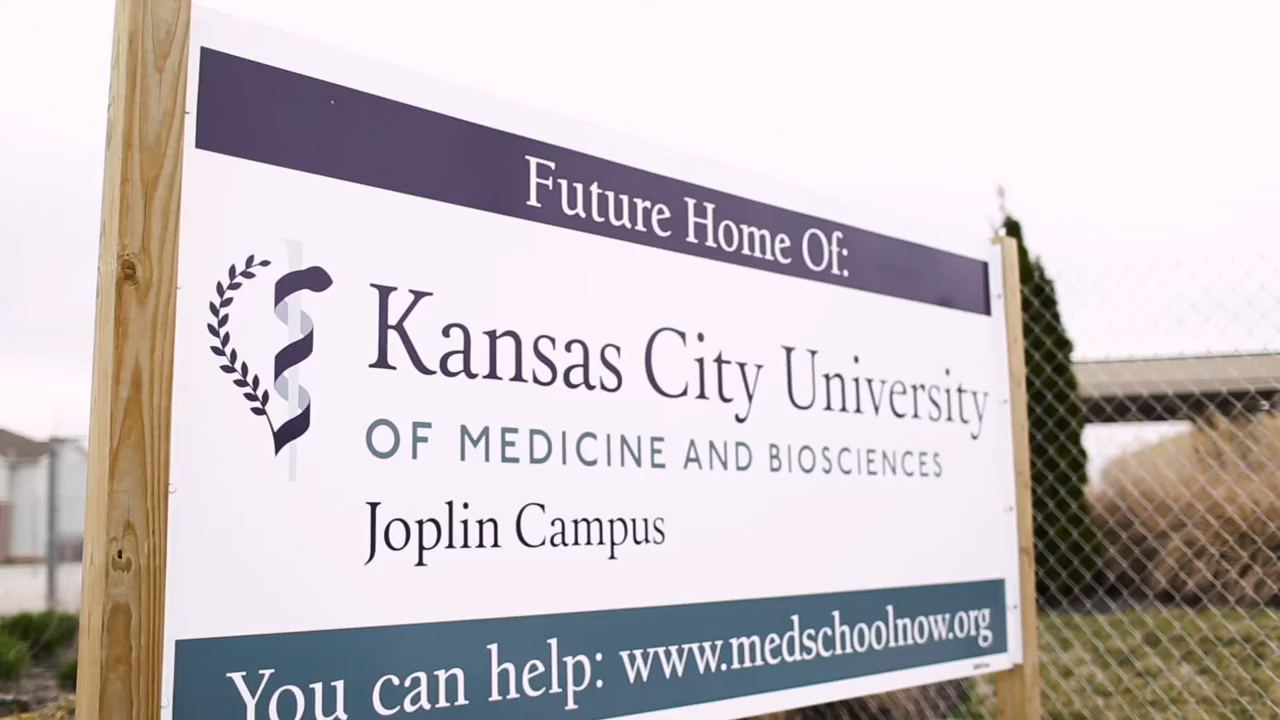 Future Home Of:
Kansas City University
OF MEDICINE AND BIOSCIENCES
Joplin Campus
You can help: www.medschoolnow.org